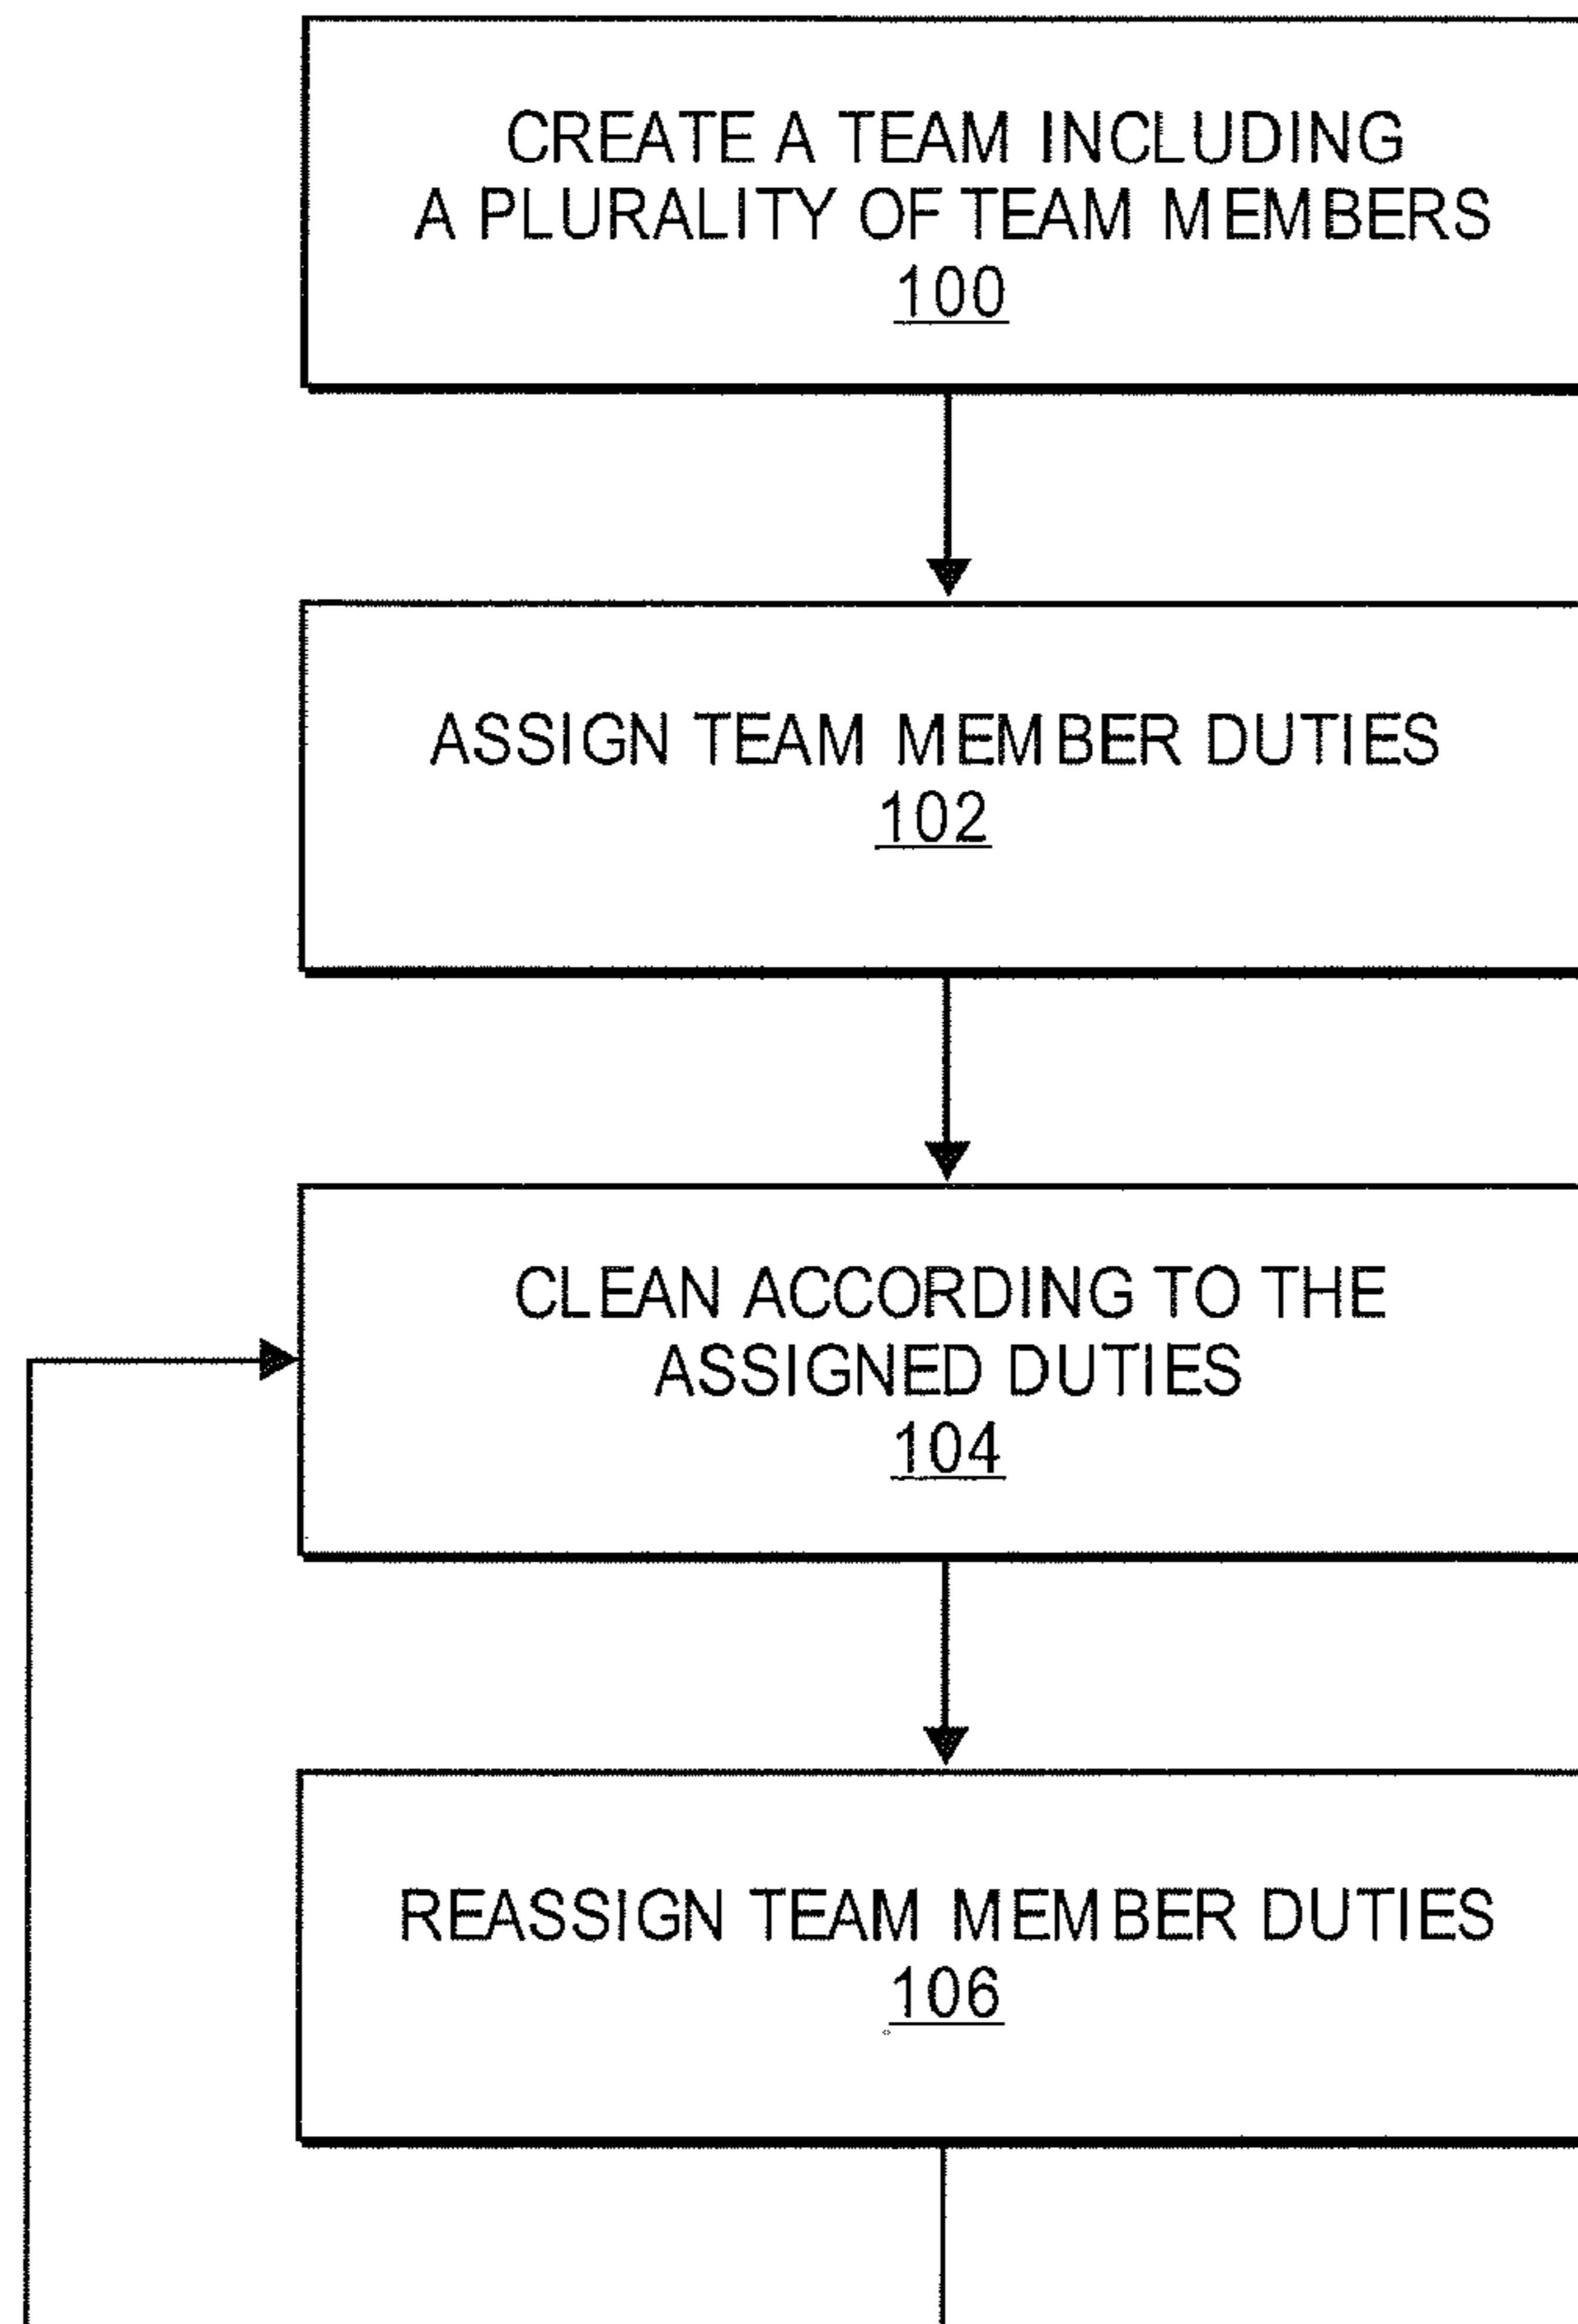 CREATE A TEAM INCLUDING
A PLURALITY OF TEAM MEMBERS
100
ASSIGN TEAM MEMBER DUTIES
102
CLEAN ACCORDING TO THE
ASSIGNED DUTIES
104
REASSIGN TEAM MEMBER DUTIES
106